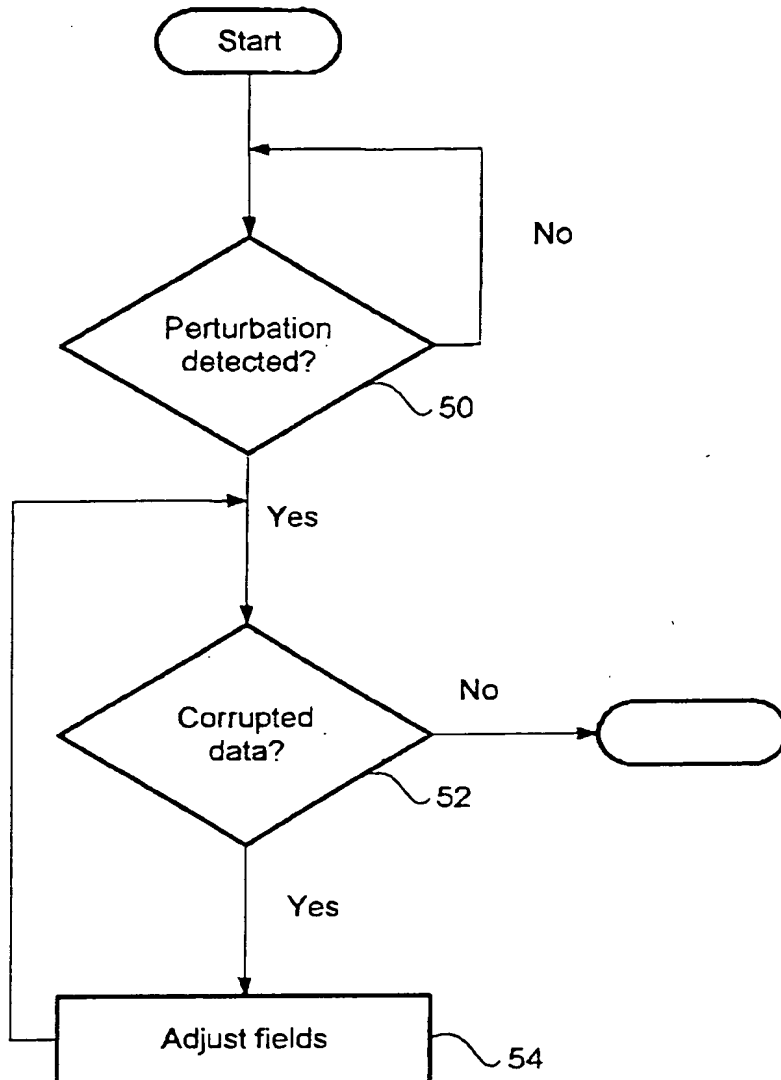 Start
No
Perturbation
detected?
50
Yes
No
Corrupted
data?
52
Yes
Adjust fields
54